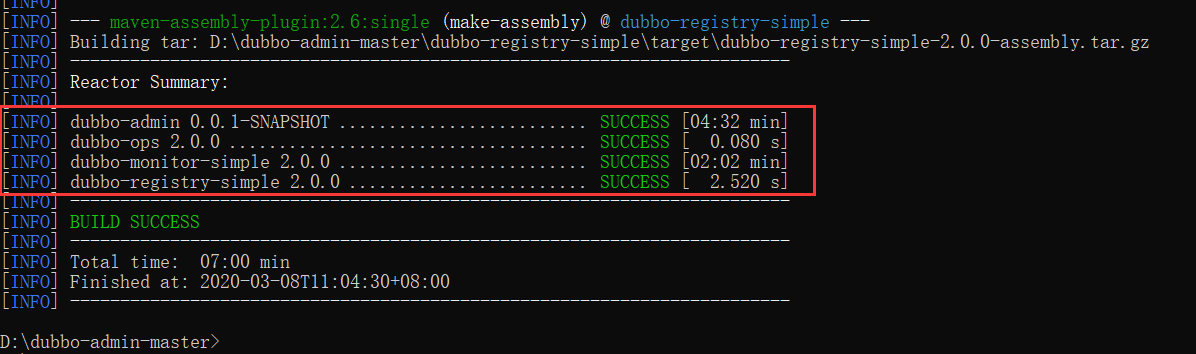 [INFO]
[INFO] --- maven-assembly-plugin:2.6:single (make-assembly) @ dubbo-registry-simple ---
[INFO] Building tar: D:\dubbo-admin-master\dubbo-registry-simple\target\dubbo-registry-simple-2.0.0-assembly.tar.gz
[INFO] ------------------------------------------------------------------------
[INFO] Reactor Summary:
[INFO]
[INFO] dubbo-admin 0.0.1-SNAPSHOT ......................... SUCCESS [04:32 min]
[INFO] dubbo-ops 2.0.0 .................................... SUCCESS [  0.080 s]
[INFO] dubbo-monitor-simple 2.0.0 ......................... SUCCESS [02:02 min]
[INFO] dubbo-registry-simple 2.0.0 ........................ SUCCESS [  2.520 s]
[INFO] ------------------------------------------------------------------------
[INFO] BUILD SUCCESS
[INFO] ------------------------------------------------------------------------
[INFO] Total time:  07:00 min
[INFO] Finished at: 2020-03-08T11:04:30+08:00
[INFO] ------------------------------------------------------------------------
D:\dubbo-admin-master>